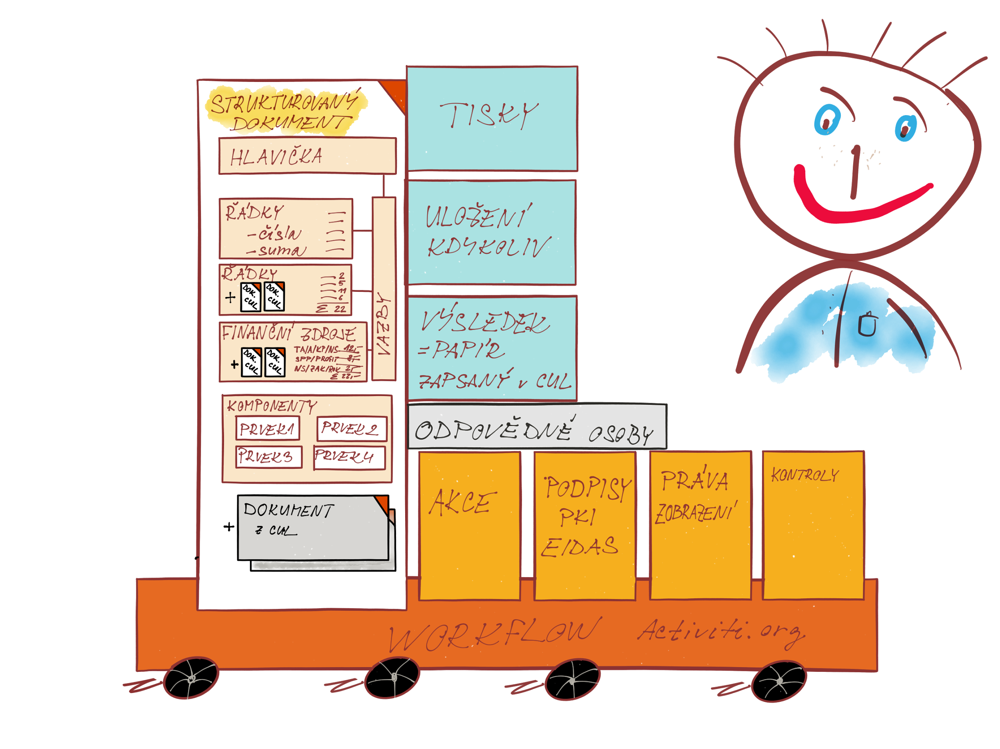 STRUKTUROVANÝ
DOKUMENT
HLAVIČKA
ŘÁDKY
- čísla
- suma
ŘÁDKY
+ DOK. CUL DOK. CUL
2
5
11
6
Σ 22
FINANČNÍ ZDROJE
+ DOK. CUL DOK. CUL
TA/A/KP/NS 12,-
SPP/PROFIT 8,-
NS/ZAK/ROK 2,-
Σ 22,-
VAZBY
KOMPONENTY
PRVEK1 PRVEK2
PRVEK3 PRVEK4
+ DOKUMENT
z CUL
TISKY
ULOŽENÍ
KDYKOLIV
VÝSLEDEK
= PAPÍR
ZAPSANÝ v CUL
ODPOVĚDNÉ OSOBY
AKCE
PODPISY
PKI
EIDAS
PRÁVA
ZOBRAZENÍ
KONTROLY
WORKFLOW Activiti.org